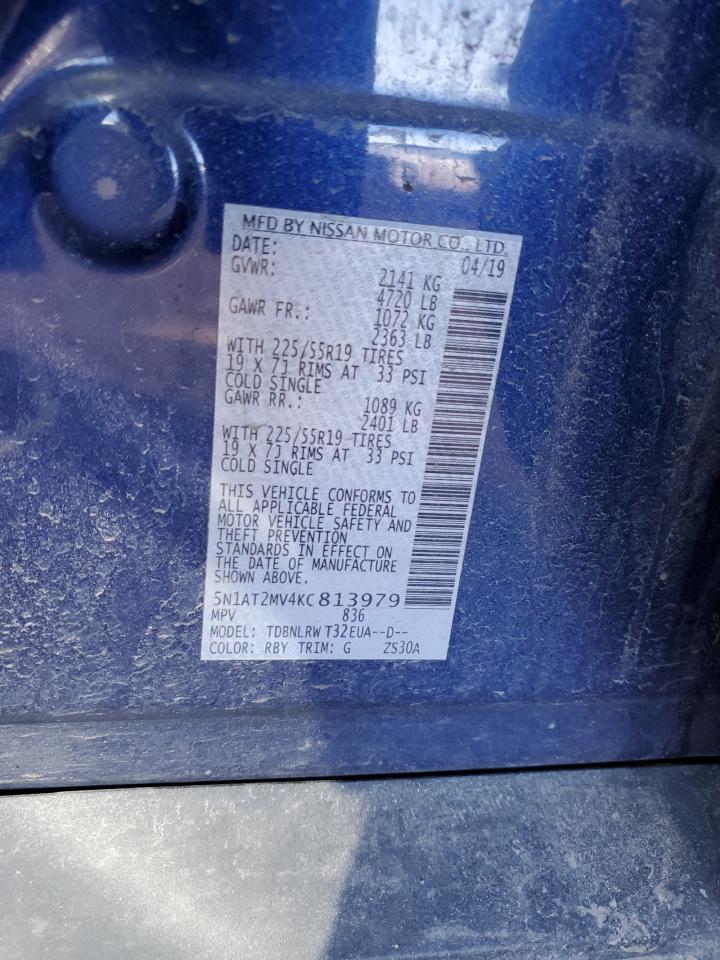 MFD BY NISSAN MOTOR CO., LTD.
DATE: 04/19
GVWR: 2141 KG
4720 LB
GAWR FR.: 1072 KG
2363 LB
WITH 225/55R19 TIRES
19 X 7J RIMS AT 33 PSI
COLD SINGLE
GAWR RR.: 1089 KG
2401 LB
WITH 225/55R19 TIRES
19 X 7J RIMS AT 33 PSI
COLD SINGLE
THIS VEHICLE CONFORMS TO
ALL APPLICABLE FEDERAL
MOTOR VEHICLE SAFETY AND
THEFT PREVENTION
STANDARDS IN EFFECT ON
THE DATE OF MANUFACTURE
SHOWN ABOVE.
5N1AT2MV4KC813979
MPV 836
MODEL: TDBNLRW T32EUA--D--
COLOR: RBY TRIM: G ZS30A